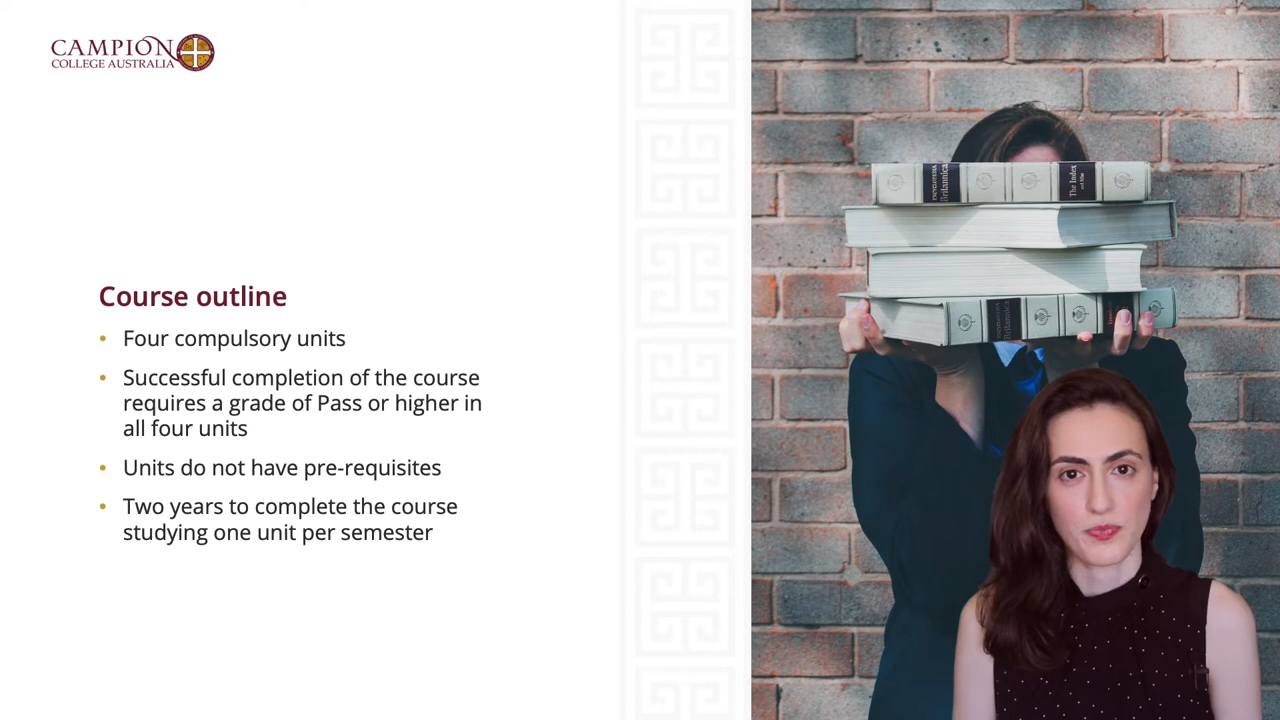 CAMPION
COLLEGE AUSTRALIA
Course outline
• Four compulsory units
• Successful completion of the course
requires a grade of Pass or higher in
all four units
• Units do not have pre-requisites
• Two years to complete the course
studying one unit per semester
Britannica
The Index
Britannica